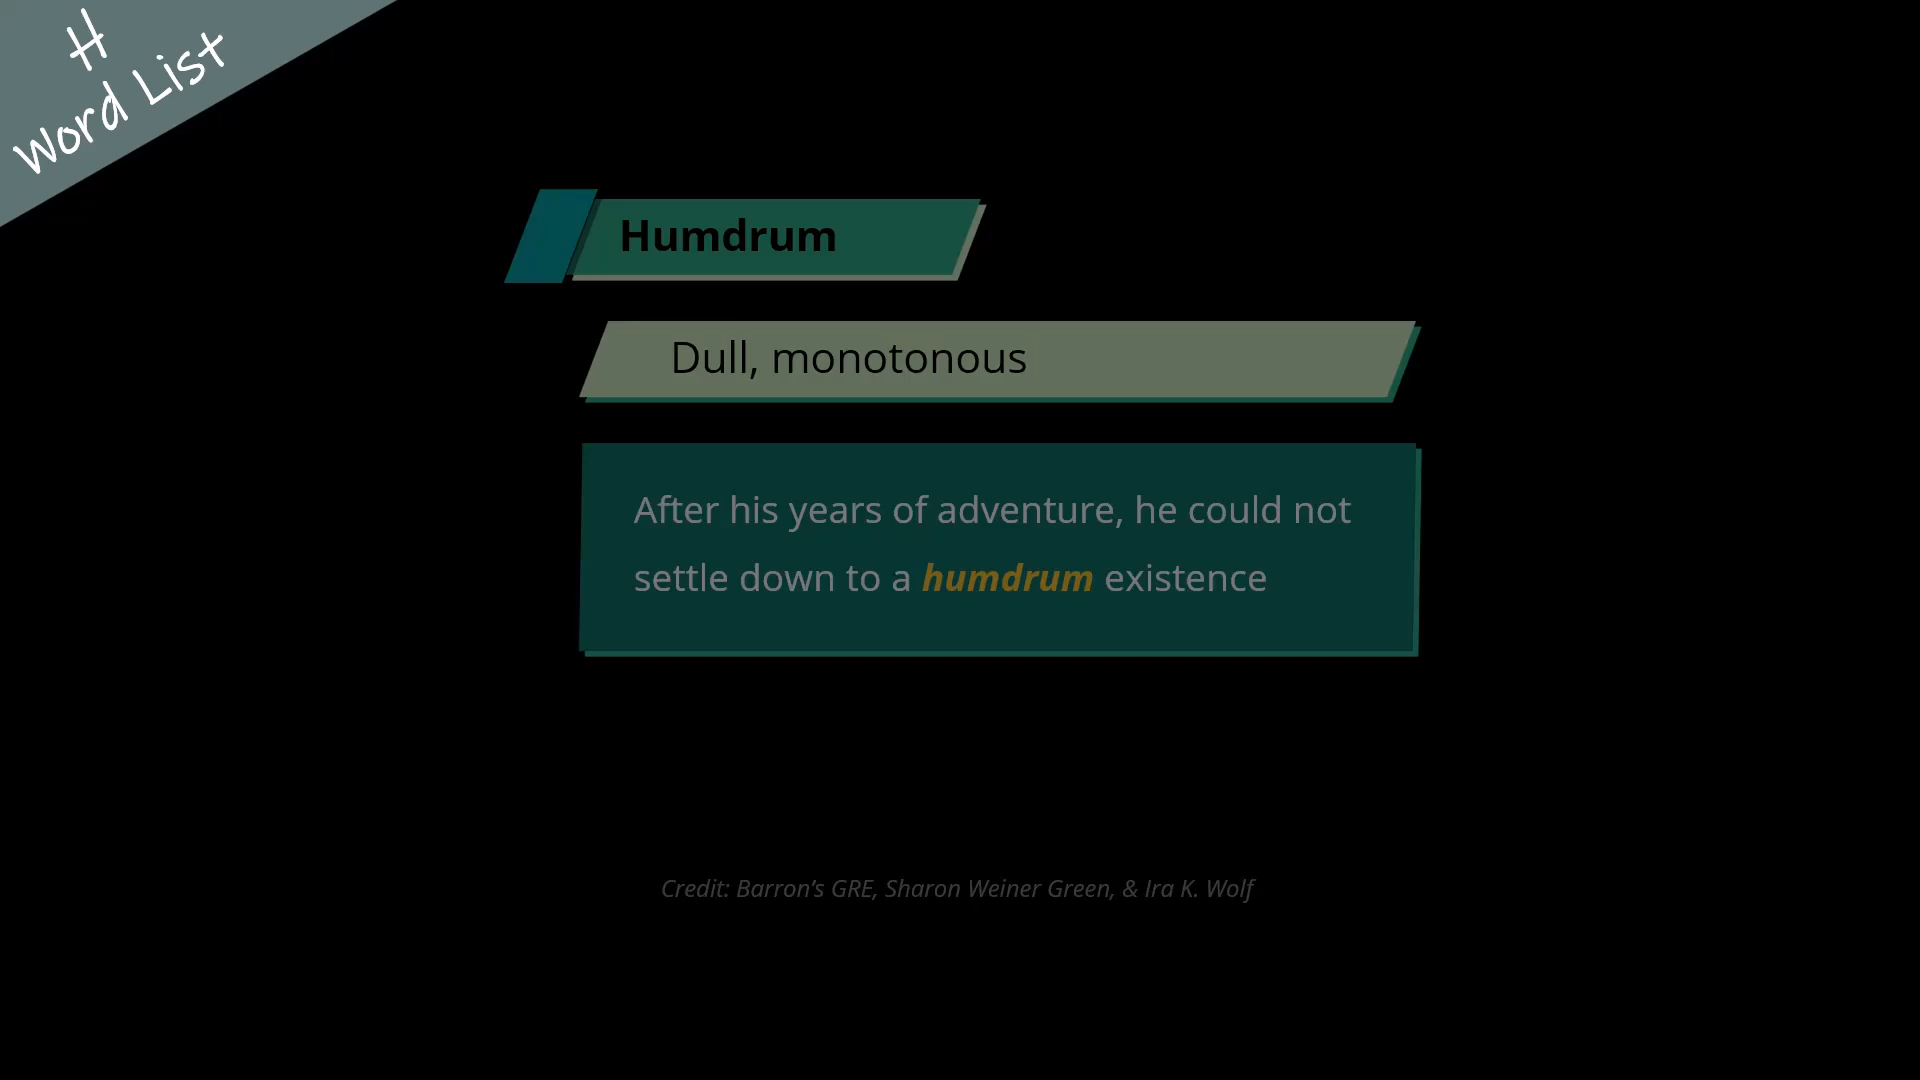 H
Word List
Humdrum
Dull, monotonous
After his years of adventure, he could not
settle down to a humdrum existence
Credit: Barron's GRE, Sharon Weiner Green, & Ira K. Wolf